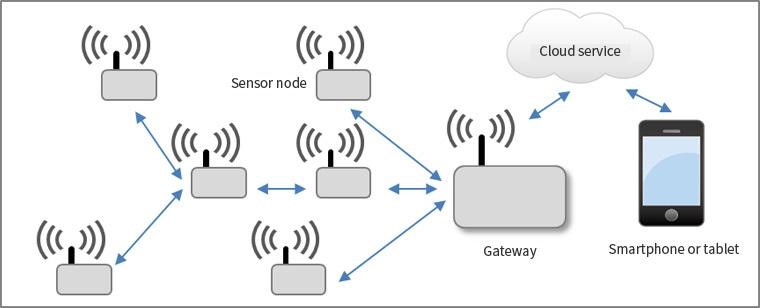 Cloud service
Sensor node
Gateway
Smartphone or tablet